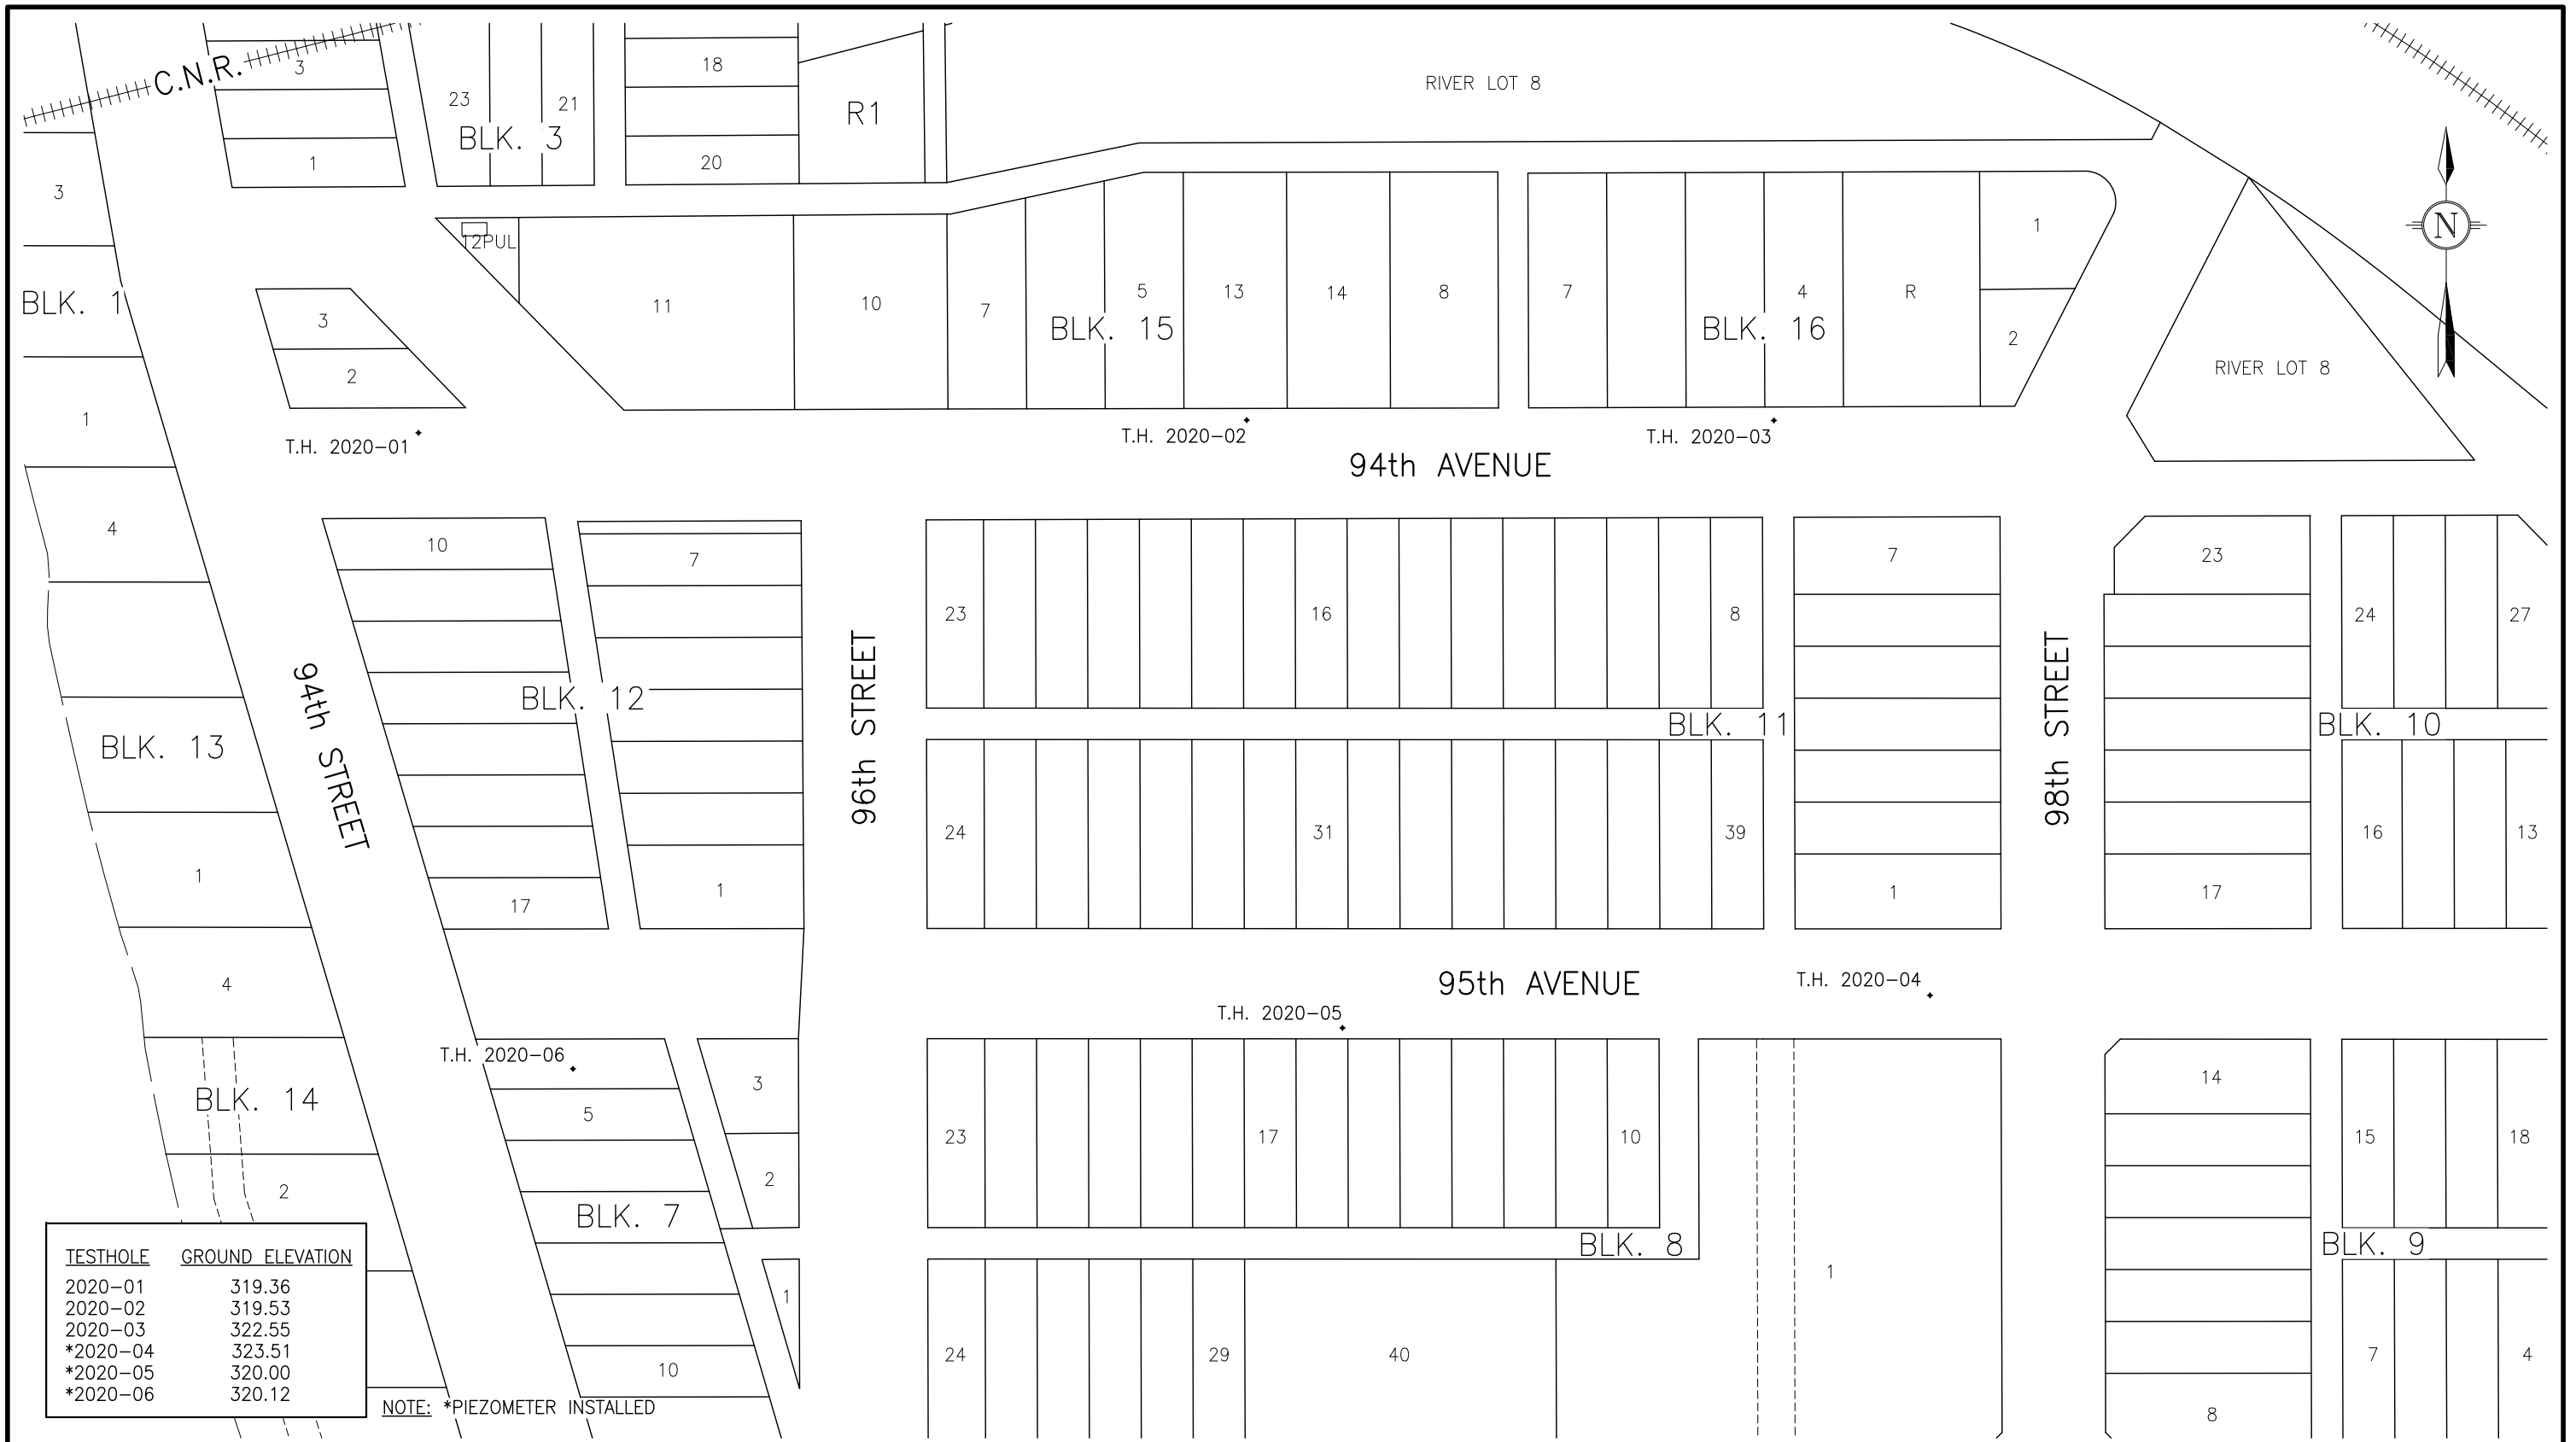 C.N.R.
3
23
21
BLK. 3
1
18
20
R1
RIVER LOT 8
3
BLK. 1
1
12PUL
3
2
11
10
7
5
13
14
8
BLK. 15
7
4
R
1
2
BLK. 16
RIVER LOT 8
N
T.H. 2020-01
T.H. 2020-02
T.H. 2020-03
94th AVENUE
4
10
7
23
16
8
7
23
24
27
94th STREET
BLK. 12
96th STREET
BLK. 11
98th STREET
BLK. 10
BLK. 13
24
31
39
16
13
1
17
1
1
17
4
95th AVENUE
T.H. 2020-04
T.H. 2020-05
T.H. 2020-06
BLK. 14
3
5
2
23
17
10
14
15
18
2
BLK. 7
BLK. 8
BLK. 9
1
1
10
24
29
40
7
4
8
TESTHOLE GROUND ELEVATION
2020-01 319.36
2020-02 319.53
2020-03 322.55
*2020-04 323.51
*2020-05 320.00
*2020-06 320.12
NOTE: *PIEZOMETER INSTALLED